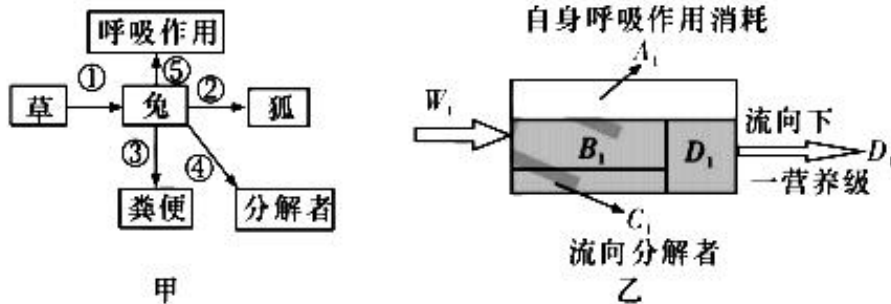 呼吸作用
⑤
草
①
兔
②
狐
③
④
粪便
分解者
甲
自身呼吸作用消耗
A₁
W₁
B₁
D₁
流向下
D₁
一营养级
C₁
流向分解者
乙